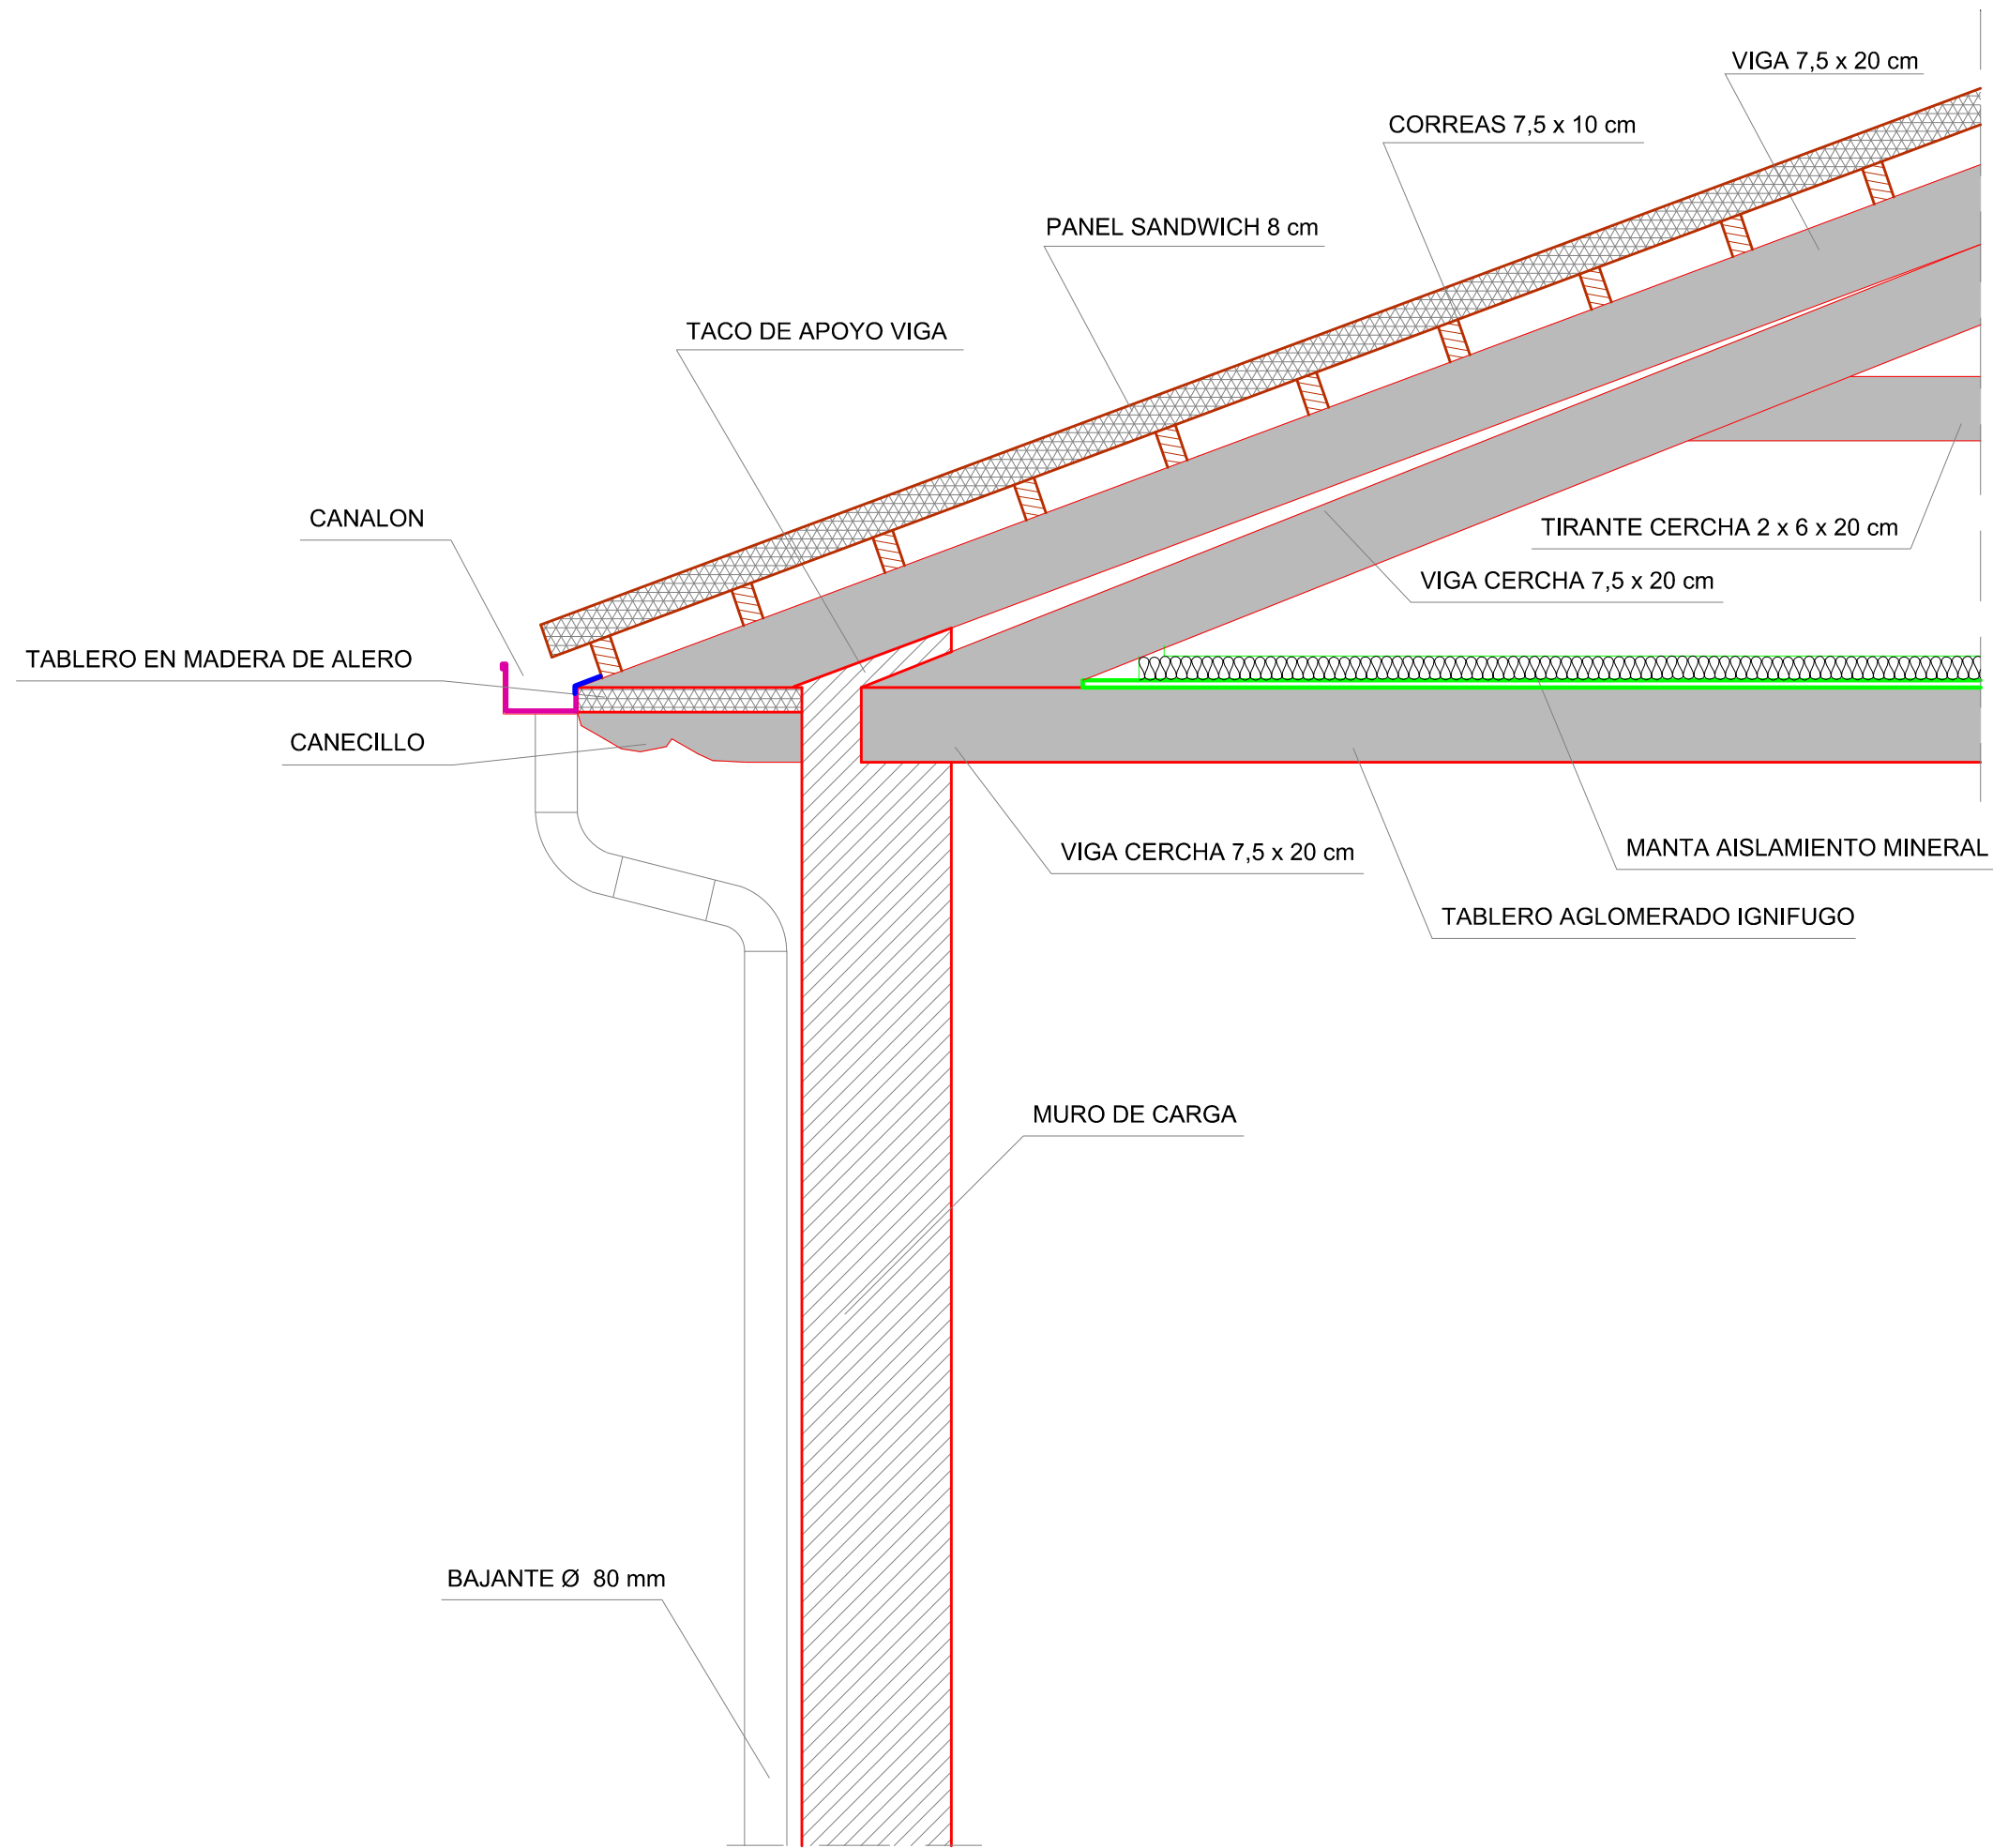 VIGA 7,5 x 20 cm
CORREAS 7,5 x 10 cm
PANEL SANDWICH 8 cm
TACO DE APOYO VIGA
CANALON
TIRANTE CERCHA 2 x 6 x 20 cm
VIGA CERCHA 7,5 x 20 cm
TABLERO EN MADERA DE ALERO
CANECILLO
VIGA CERCHA 7,5 x 20 cm
MANTA AISLAMIENTO MINERAL
TABLERO AGLOMERADO IGNIFUGO
MURO DE CARGA
BAJANTE Ø 80 mm